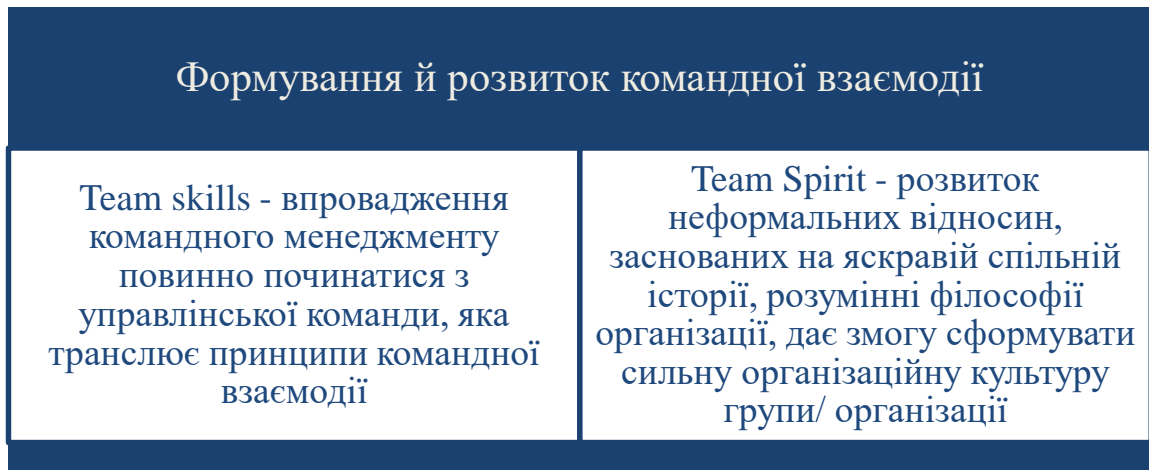 Формування й розвиток командної взаємодії
Team skills - впровадження
командного менеджменту
повинно починатися з
управлінської команди, яка
транслює принципи командної
взаємодії
Team Spirit - розвиток
неформальних відносин,
заснованих на яскравій спільній
історії, розумінні філософії
організації, дає змогу сформувати
сильну організаційну культуру
групи/ організації